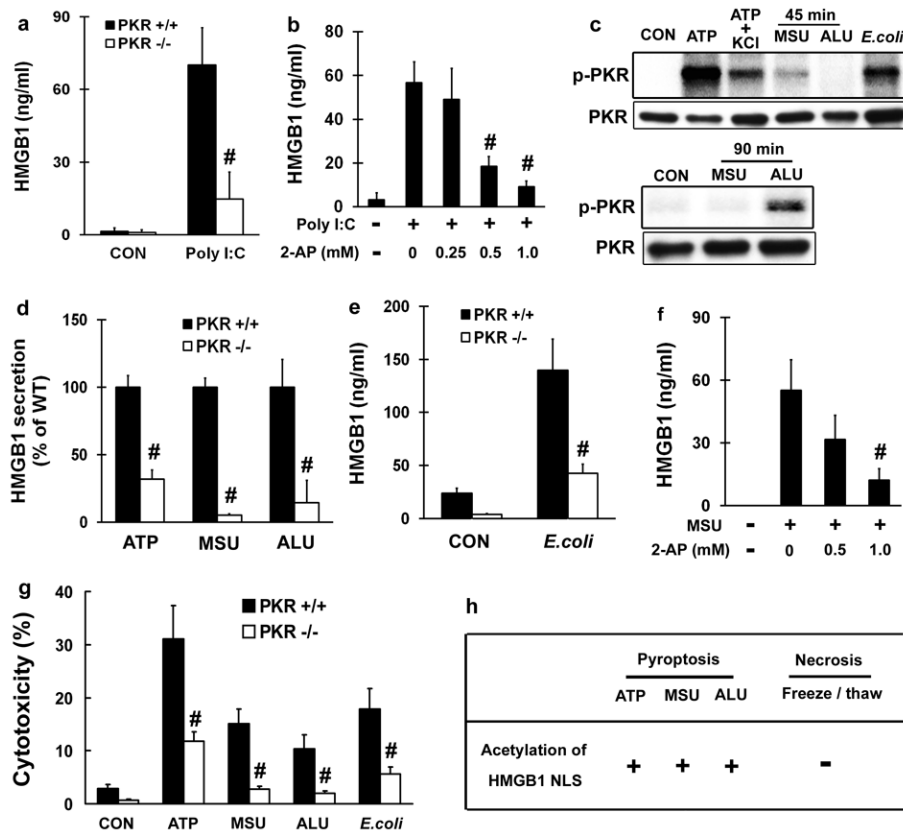 a
PKR +/+
PKR -/-
HMGB1 (ng/ml)
90
60
30
0
CON Poly I:C
#
b
HMGB1 (ng/ml)
80
60
40
20
0
# #
Poly I:C - + + + +
2-AP (mM) - 0 0.25 0.5 1.0
c
CON ATP ATP + KCl 45 min MSU ALU E.coli
p-PKR
PKR
90 min
CON MSU ALU
p-PKR
PKR
d
PKR +/+
PKR -/-
HMGB1 secretion
(% of WT)
150
100
50
0
# # #
ATP MSU ALU
e
PKR +/+
PKR -/-
HMGB1 (ng/ml)
200
150
100
50
0
#
CON E.coli
f
HMGB1 (ng/ml)
90
60
30
0
#
MSU - + + +
2-AP (mM) - 0 0.5 1.0
g
PKR +/+
PKR -/-
Cytotoxicity (%)
40
30
20
10
0
# # # #
CON ATP MSU ALU E.coli
h
Pyroptosis Necrosis
ATP MSU ALU Freeze / thaw
Acetylation of
HMGB1 NLS
+ + + -